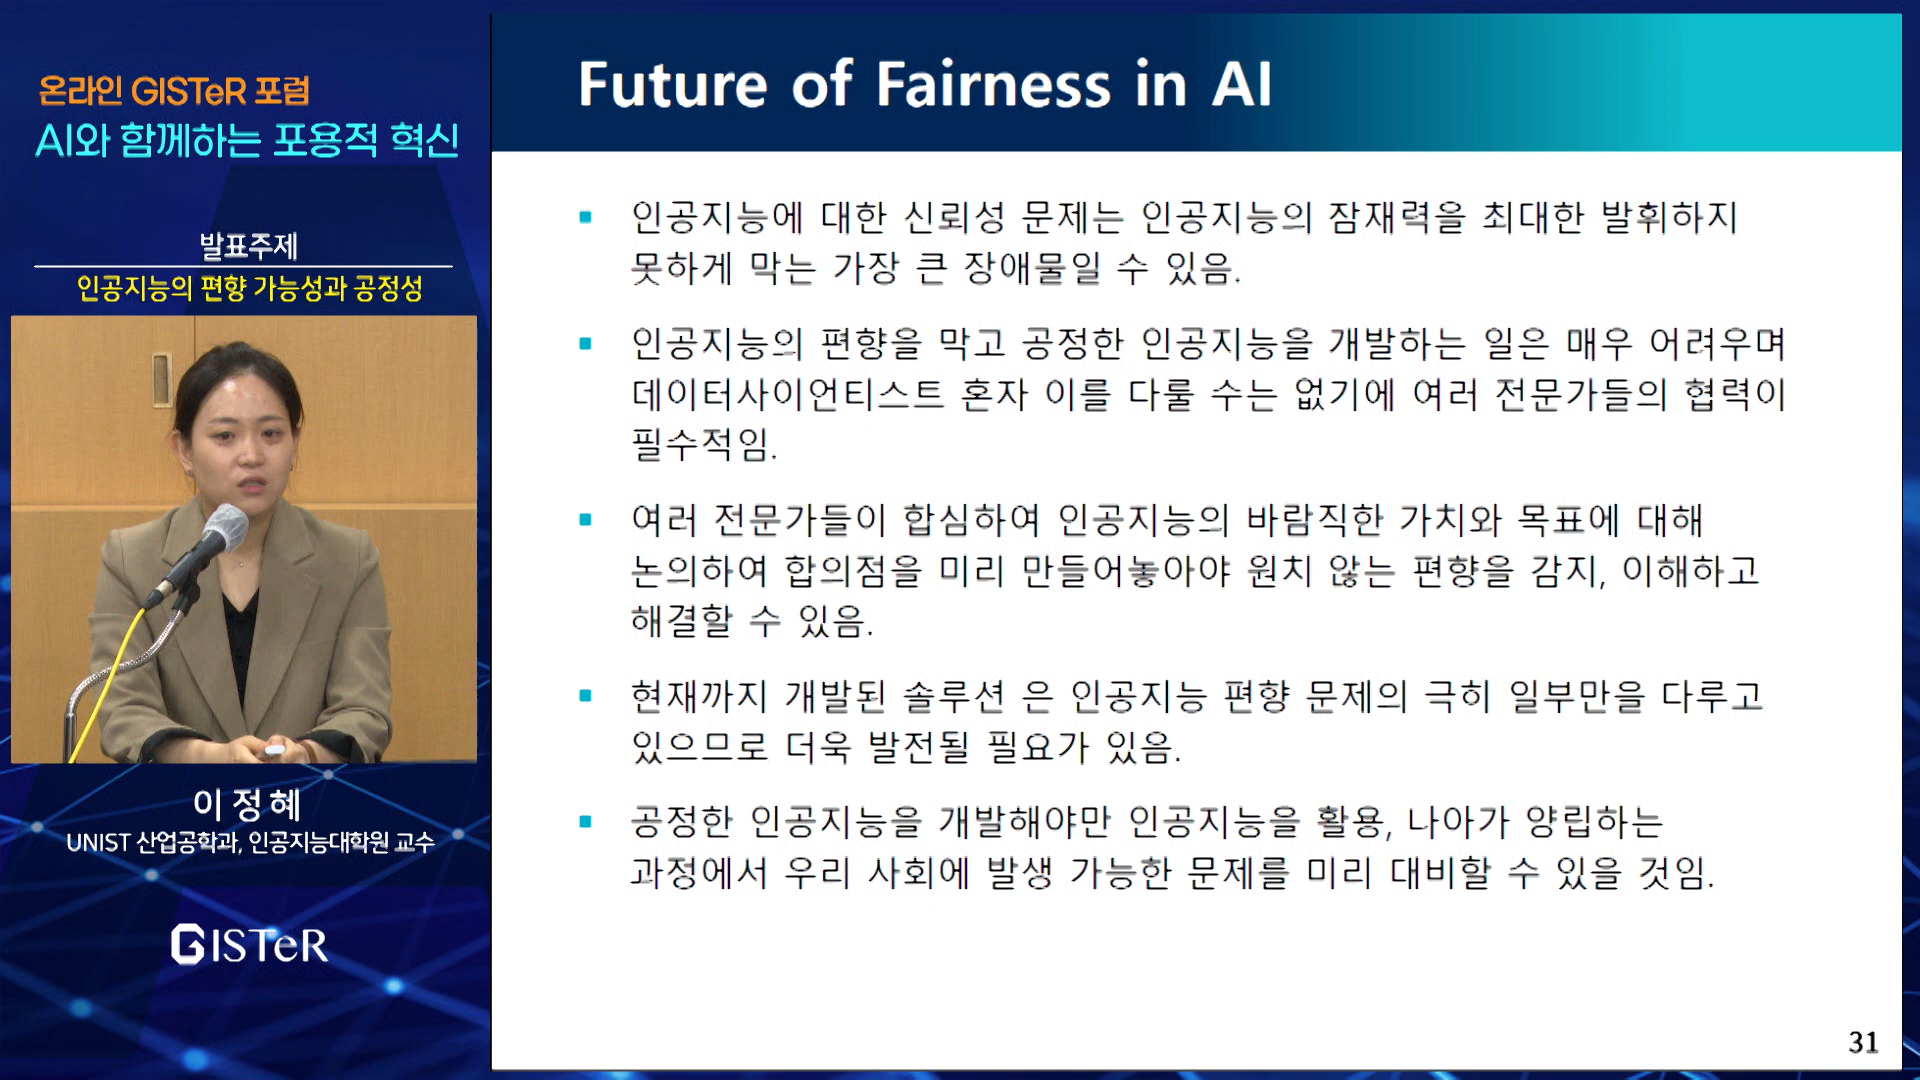 온라인 GISTeR 포럼
AI와 함께하는 포용적 혁신
발표주제
인공지능의 편향 가능성과 공정성
이정혜
UNIST 산업공학과, 인공지능대학원 교수
GISTeR
Future of Fairness in AI
인공지능에 대한 신뢰성 문제는 인공지능의 잠재력을 최대한 발휘하지
못하게 막는 가장 큰 장애물일 수 있음.
인공지능의 편향을 막고 공정한 인공지능을 개발하는 일은 매우 어려우며
데이터사이언티스트 혼자 이를 다룰 수는 없기에 여러 전문가들의 협력이
필수적임.
여러 전문가들이 합심하여 인공지능의 바람직한 가치와 목표에 대해
논의하여 합의점을 미리 만들어놓아야 원치 않는 편향을 감지, 이해하고
해결할 수 있음.
현재까지 개발된 솔루션 은 인공지능 편향 문제의 극히 일부만을 다루고
있으므로 더욱 발전될 필요가 있음.
공정한 인공지능을 개발해야만 인공지능을 활용, 나아가 양립하는
과정에서 우리 사회에 발생 가능한 문제를 미리 대비할 수 있을 것임.
31